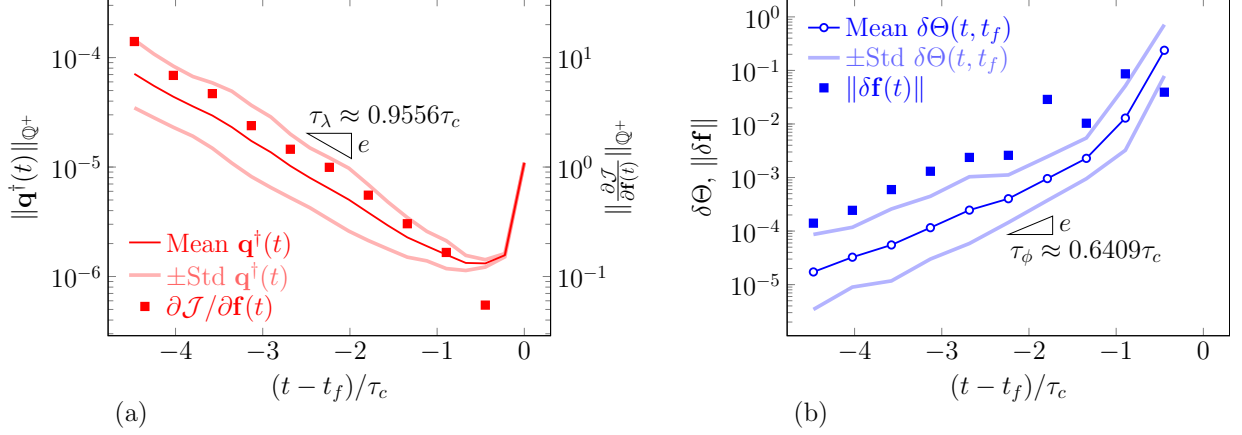 10^{-4}
10^{-5}
10^{-6}
‖q†(t)‖_{ℚ⁺}
τ_λ ≈ 0.9556τ_c
e
Mean q†(t)
±Std q†(t)
∂𝒥/∂f(t)
10^1
10^0
10^{-1}
‖∂𝒥/∂f(t)‖_{ℚ⁺}
−4 −3 −2 −1 0
(t − t_f)/τ_c
(a)
10^0
10^{-1}
10^{-2}
10^{-3}
10^{-4}
10^{-5}
δΘ, ‖δf‖
Mean δΘ(t, t_f)
±Std δΘ(t, t_f)
‖δf(t)‖
e
τ_ϕ ≈ 0.6409τ_c
−4 −3 −2 −1 0
(t − t_f)/τ_c
(b)